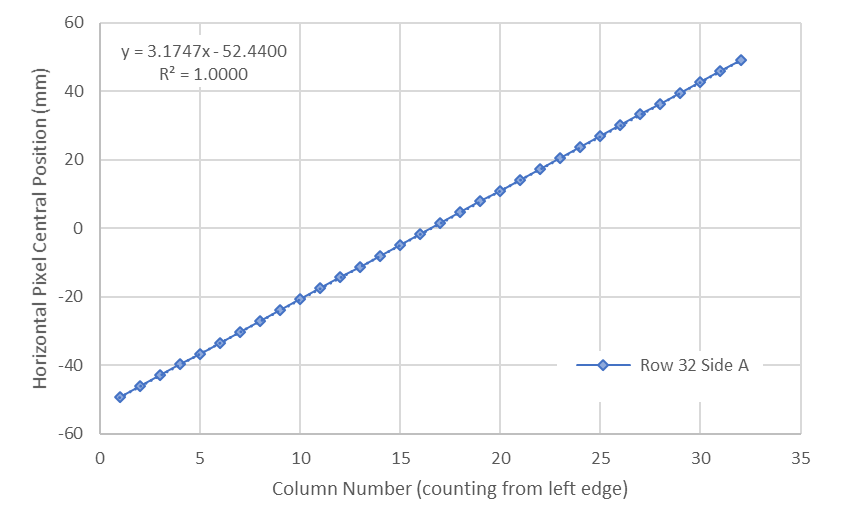 y = 3.1747x - 52.4400
R² = 1.0000
Horizontal Pixel Central Position (mm)
60
40
20
0
-20
-40
-60
Row 32 Side A
0 5 10 15 20 25 30 35
Column Number (counting from left edge)